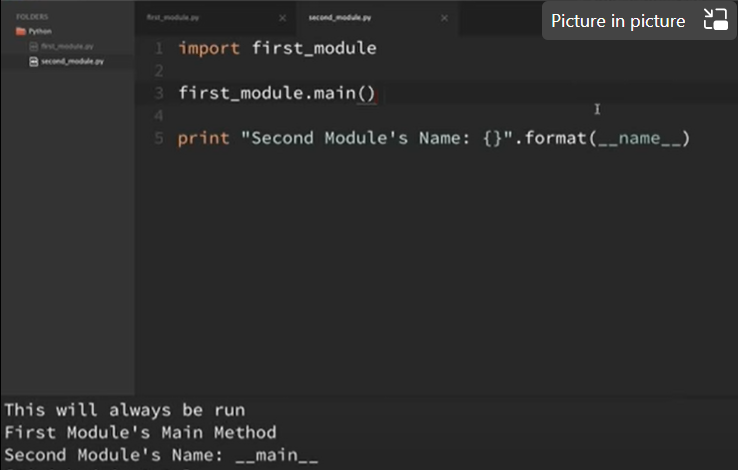 FOLDERS
Python
first_module.py
second_module.py
first_module.py
second_module.py
Picture in picture
1 import first_module
2
3 first_module.main()
4
5 print "Second Module's Name: {}".format(__name__)
This will always be run
First Module's Main Method
Second Module's Name: __main__